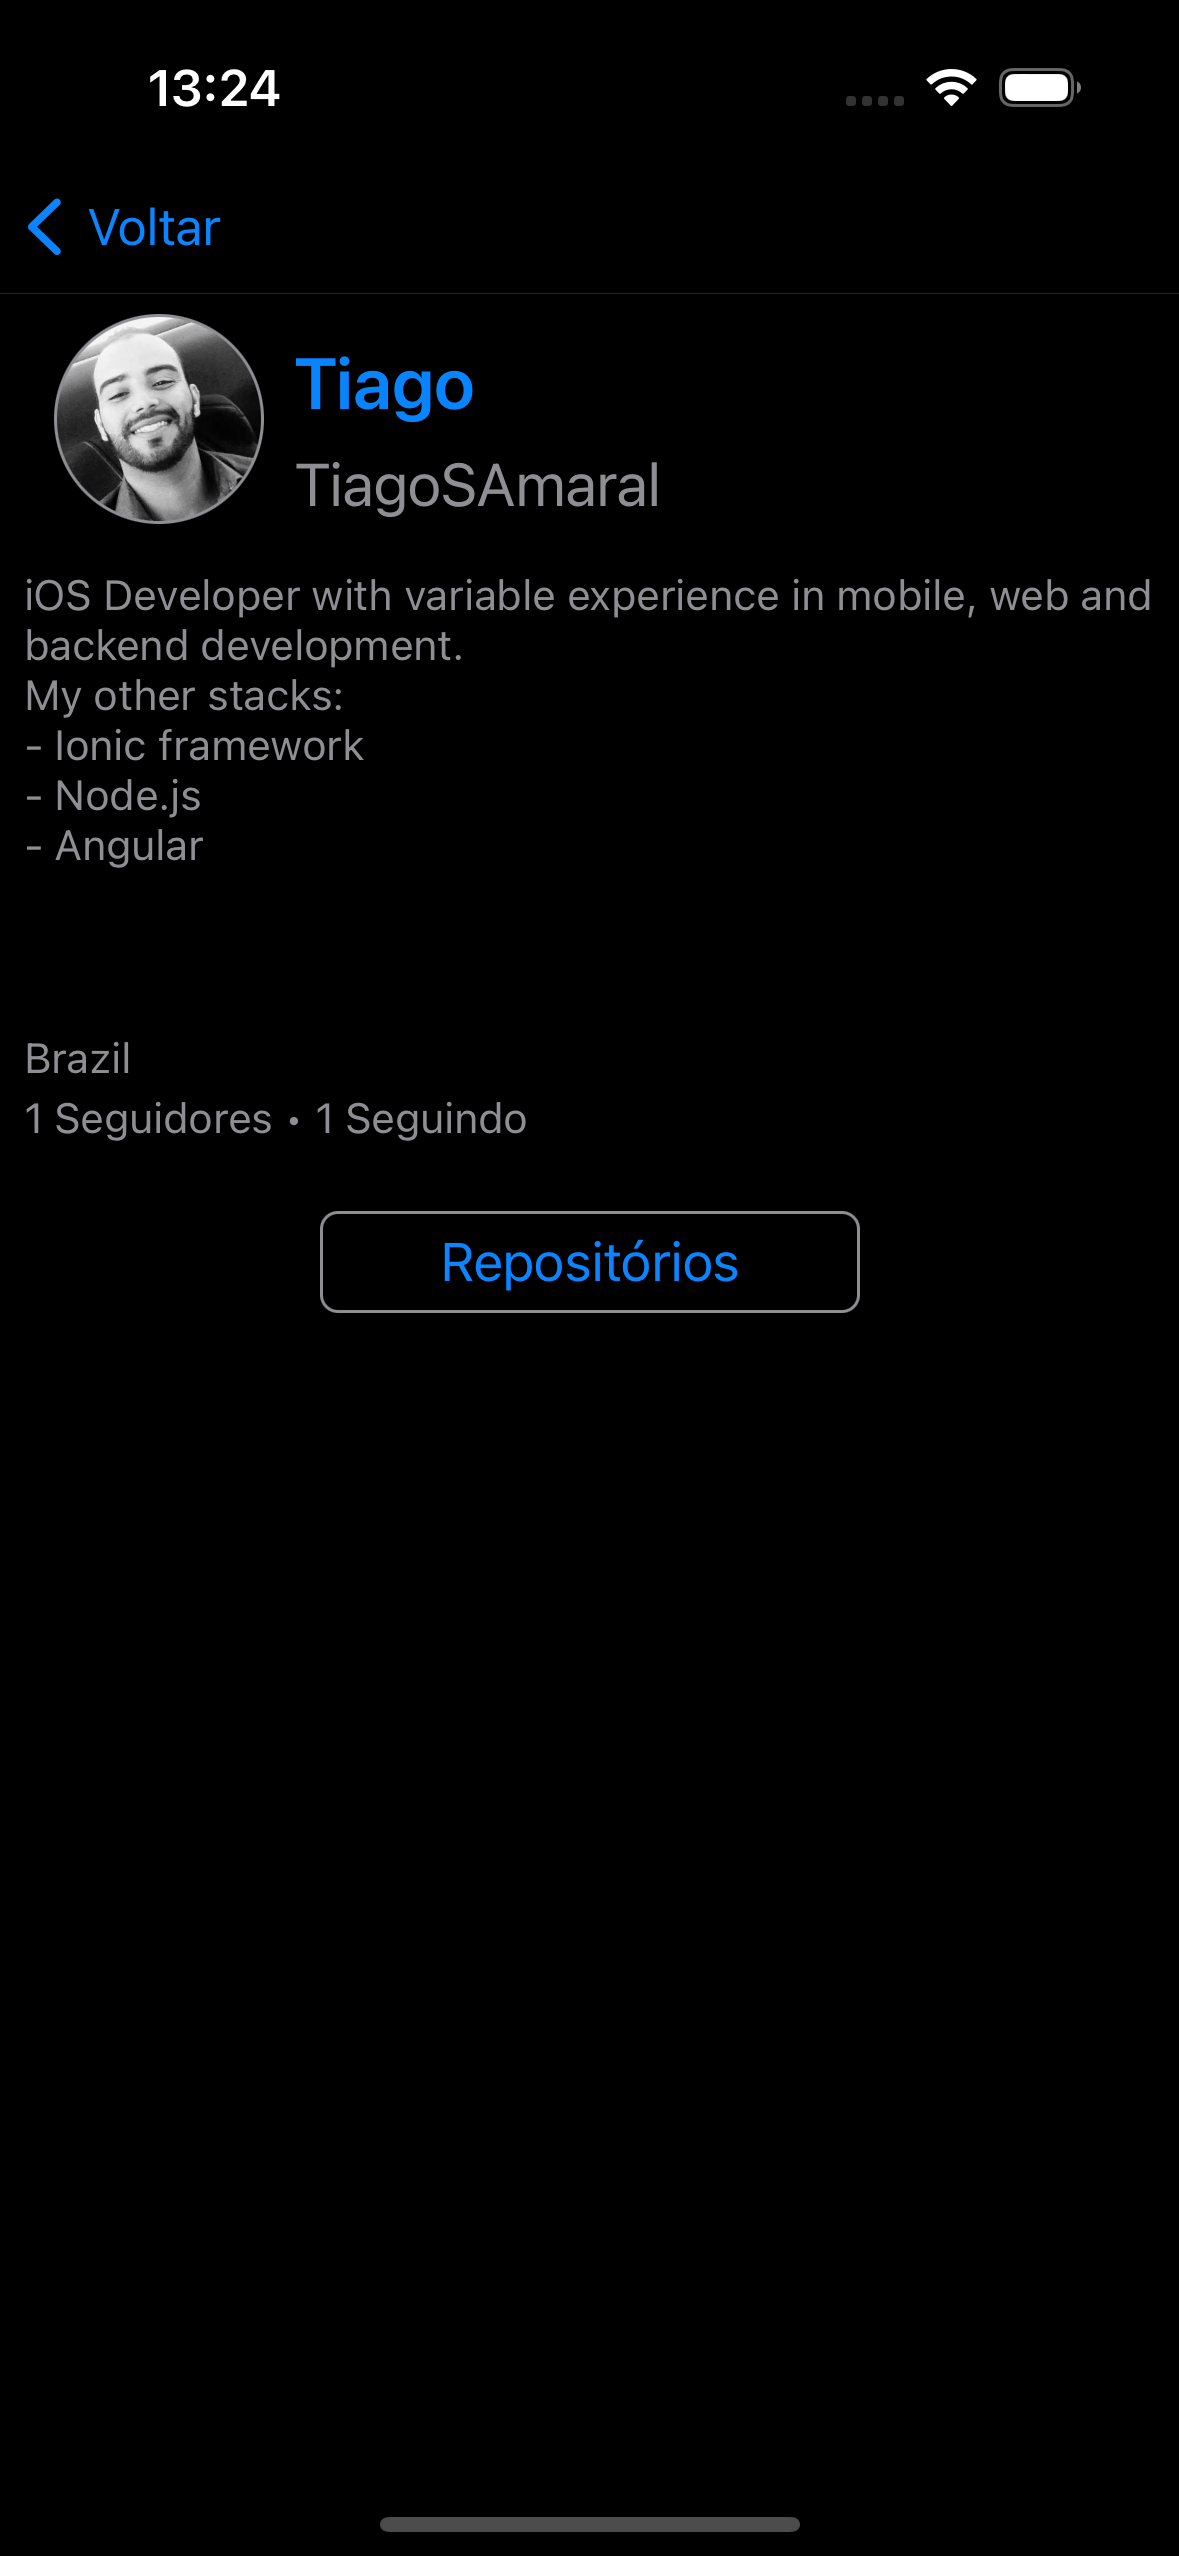 13:24
Voltar
Tiago
TiagoSAmaral
iOS Developer with variable experience in mobile, web and
backend development.
My other stacks:
- Ionic framework
- Node.js
- Angular
Brazil
1 Seguidores • 1 Seguindo
Repositórios